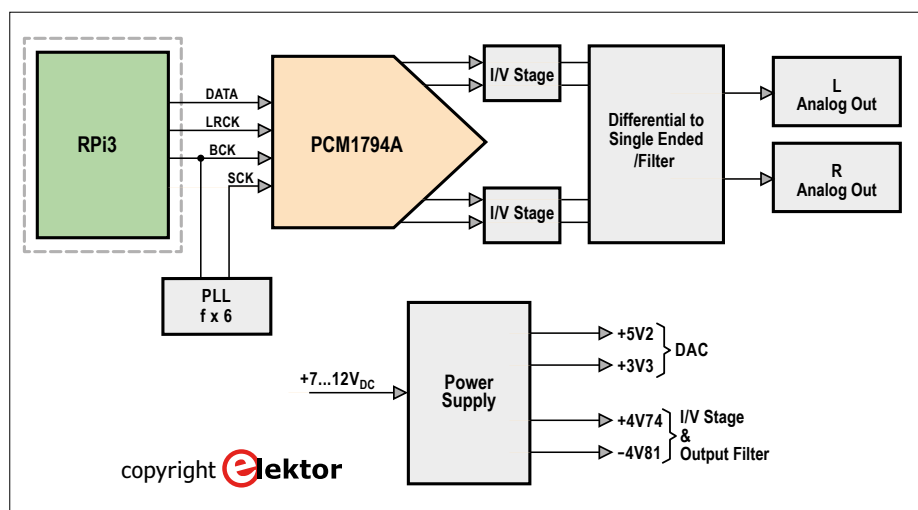 RPi3
DATA
LRCK
BCK
SCK
PLL
f x 6
PCM1794A
I/V Stage
I/V Stage
Differential to
Single Ended
/Filter
L
Analog Out
R
Analog Out
+7...12VDC
Power
Supply
+5V2
+3V3
DAC
+4V74
−4V81
I/V Stage
&
Output Filter
copyright elektor